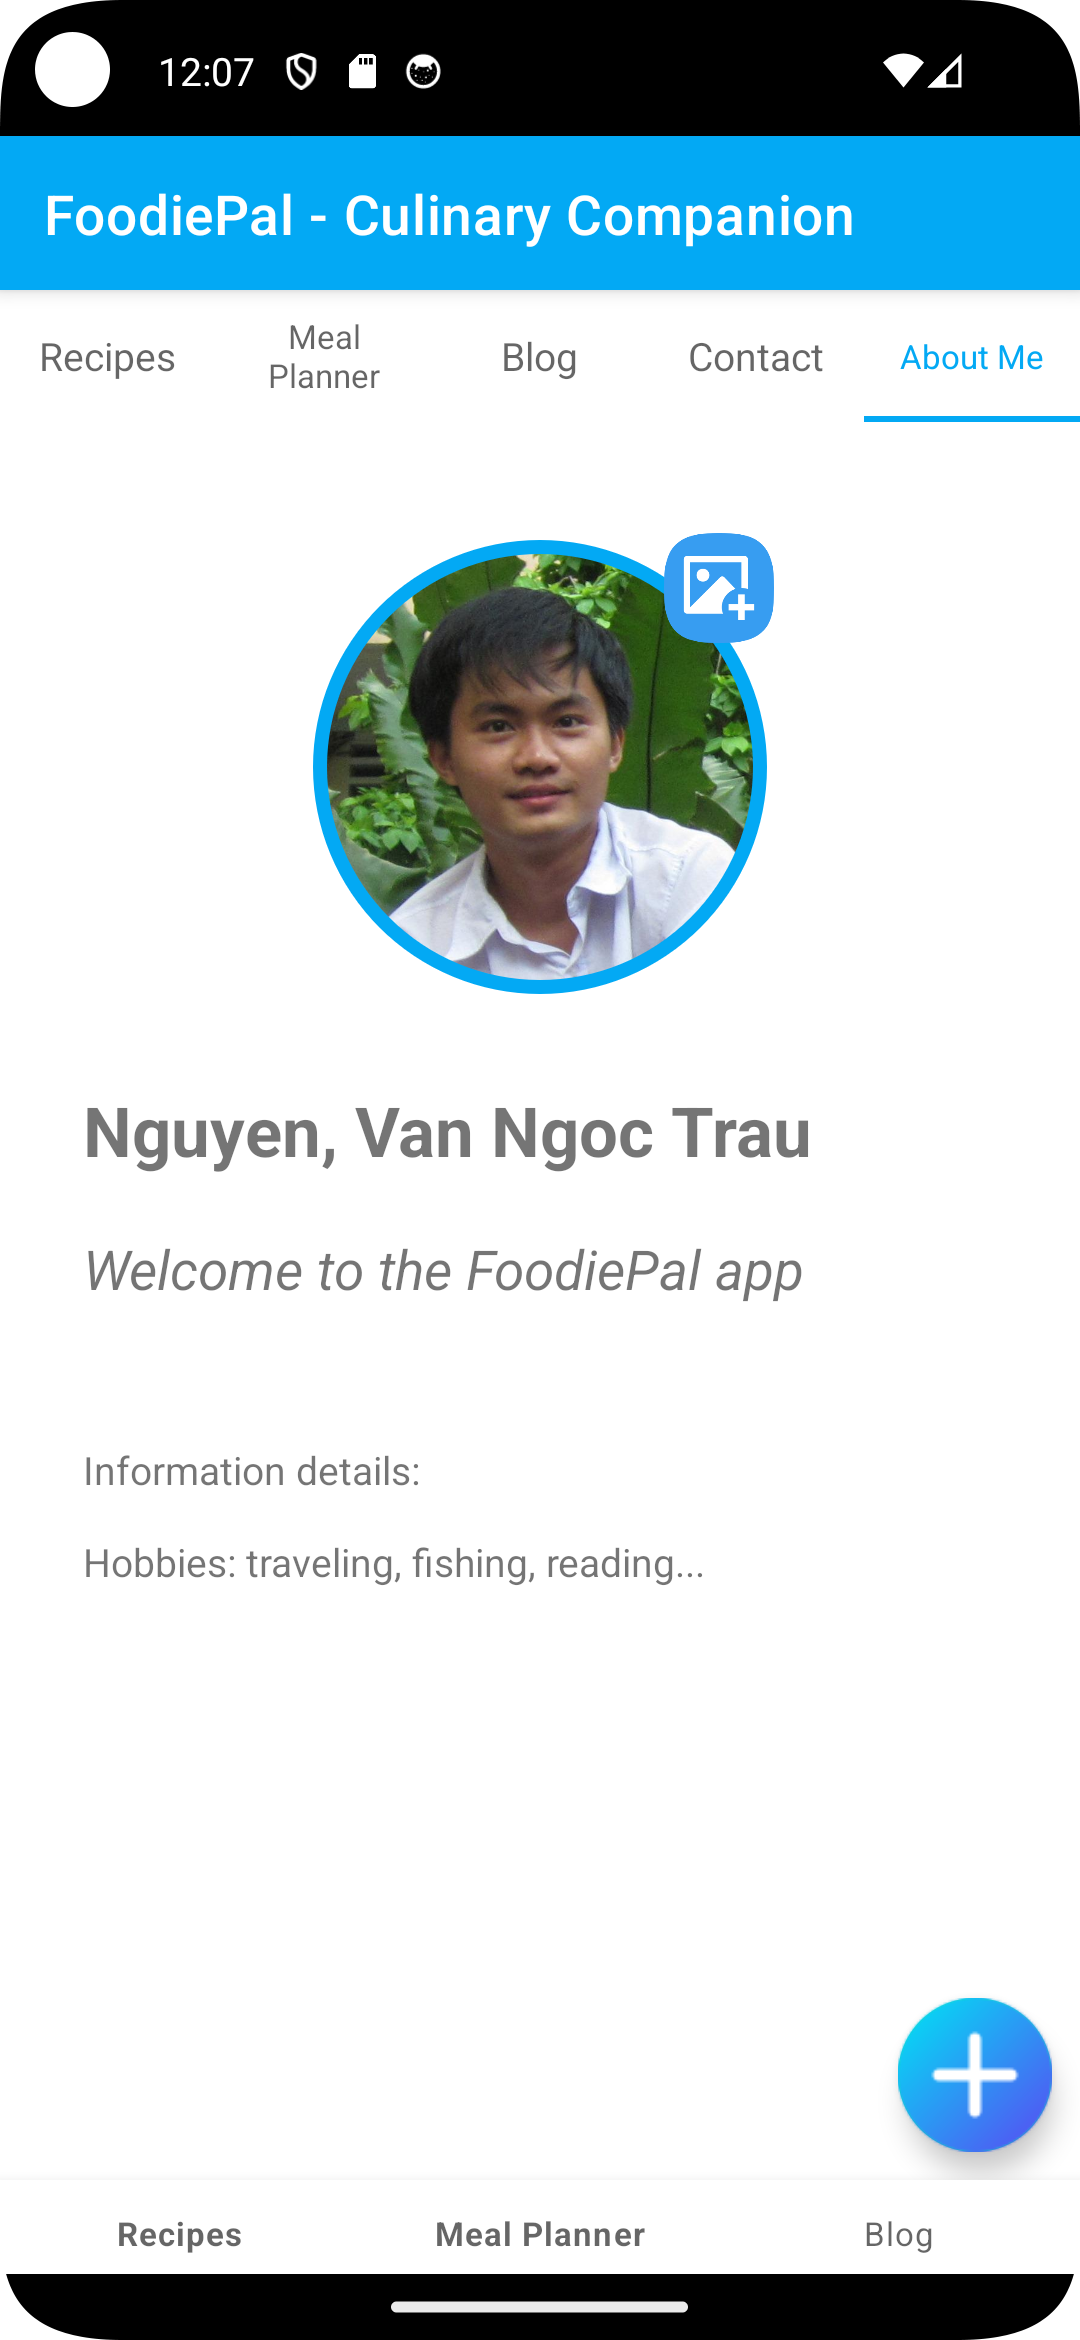 12:07
FoodiePal - Culinary Companion
Recipes
Meal
Planner
Blog
Contact
About Me
Nguyen, Van Ngoc Trau
Welcome to the FoodiePal app
Information details:
Hobbies: traveling, fishing, reading...
Recipes
Meal Planner
Blog